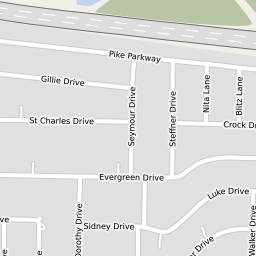 Pike Parkway
Gillie Drive
Nita Lane
Blitz Lane
Seymour Drive
Steffner Drive
St Charles Drive
Crock Dr
Evergreen Drive
Luke Drive
Dorothy Drive
Sidney Drive
Walker Drive
Drive